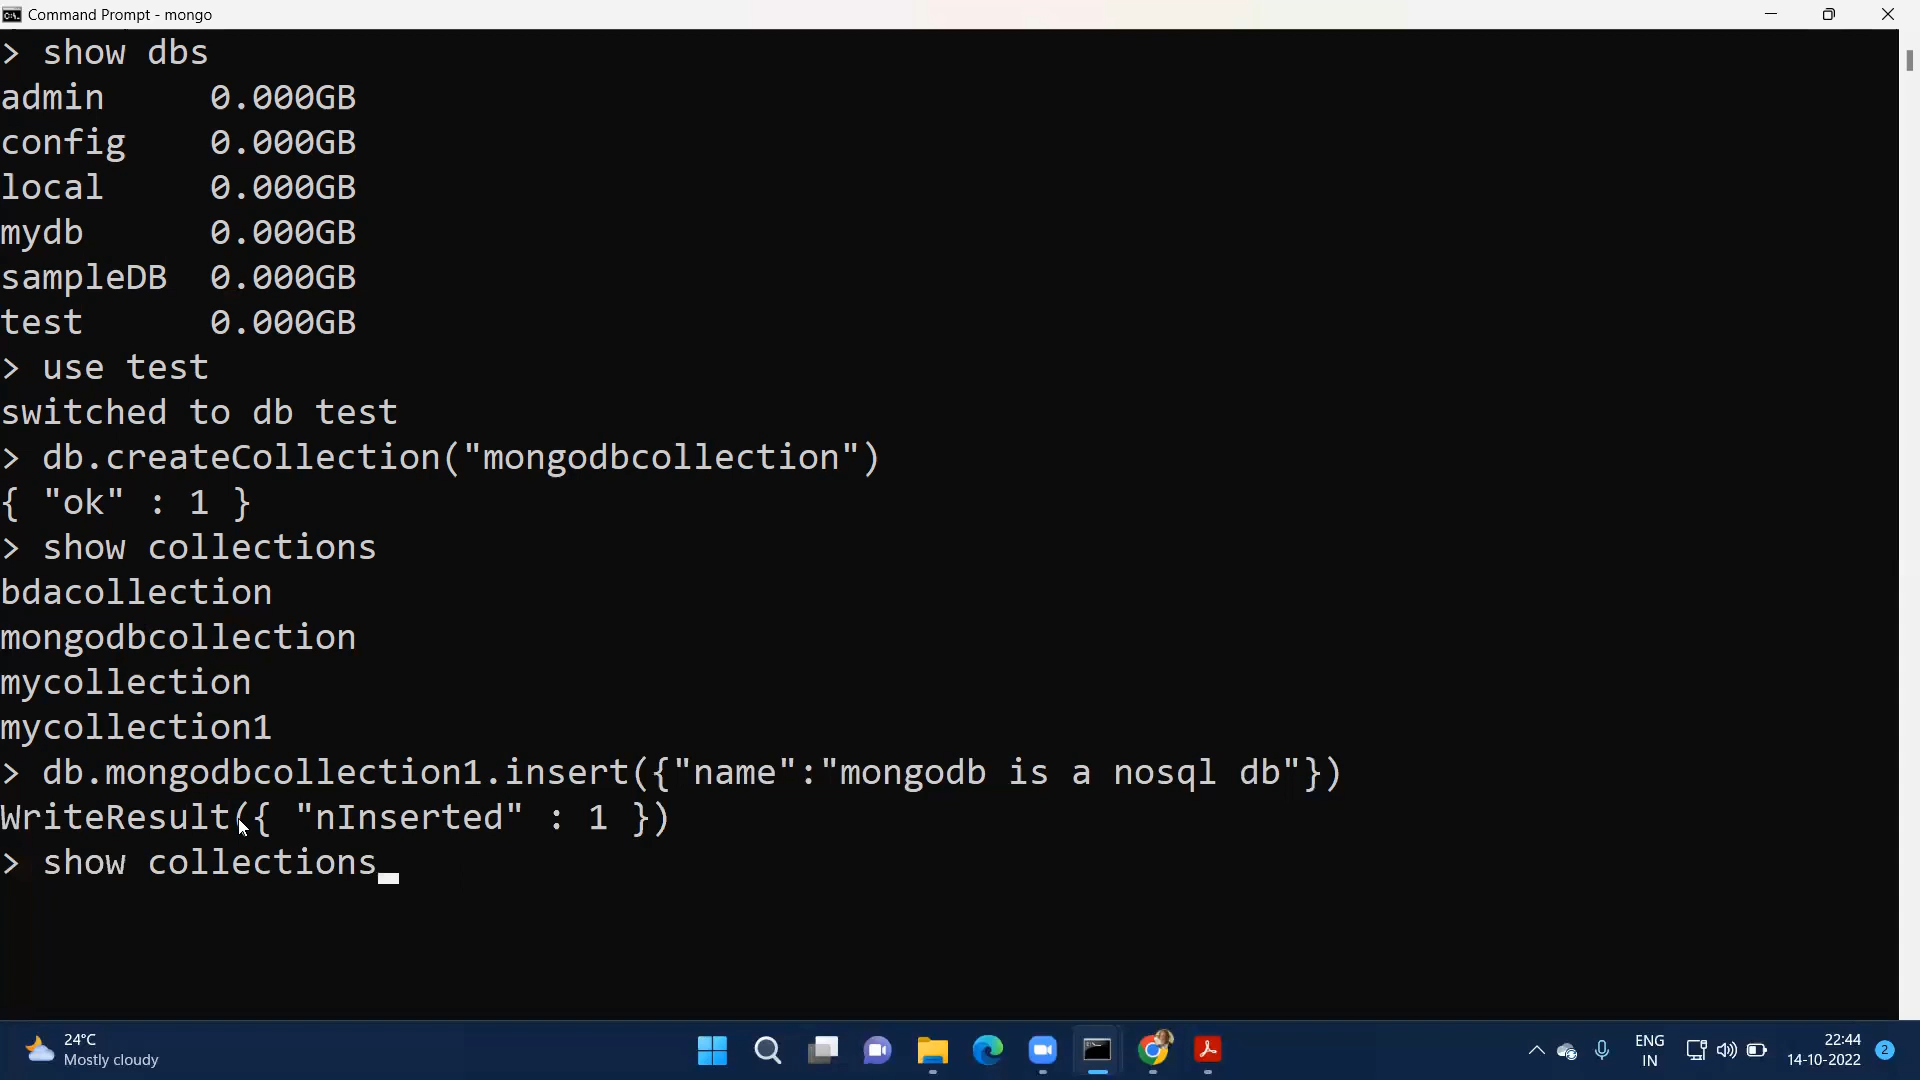 Command Prompt - mongo
> show dbs
admin 0.000GB
config 0.000GB
local 0.000GB
mydb 0.000GB
sampleDB 0.000GB
test 0.000GB
> use test
switched to db test
> db.createCollection("mongodbcollection")
{ "ok" : 1 }
> show collections
bdacollection
mongodbcollection
mycollection
mycollection1
> db.mongodbcollection1.insert({"name":"mongodb is a nosql db"})
WriteResult({ "nInserted" : 1 })
> show collections
24°C
Mostly cloudy
ENG
IN
22:44
14-10-2022
2